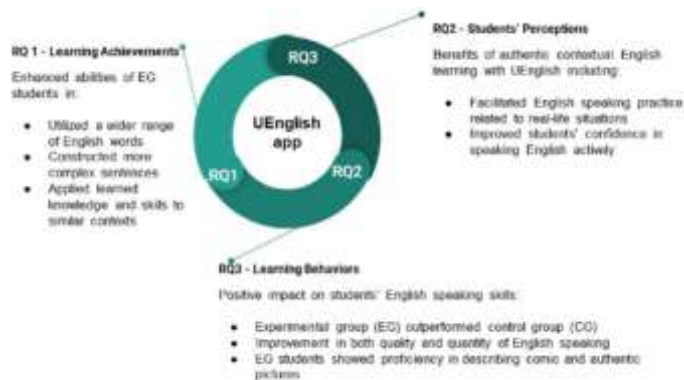 RQ 1 - Learning Achievements
Enhanced abilities of EG
students in:
Utilized a wider range
of English words
Constructed more
complex sentences
Applied learned
knowledge and skills to
similar contexts
RQ3
UEnglish
app
RQ1
RQ2
RQ2 - Students' Perceptions
Benefits of authentic contextual English
learning with UEnglish including:
Facilitated English speaking practice
related to real-life situations
Improved students' confidence in
speaking English actively
RQ3 - Learning Behaviors
Positive impact on students' English speaking skills:
Experimental group (EG) outperformed control group (CG)
Improvement in both quality and quantity of English speaking
EG students showed proficiency in describing comic and authentic
pictures